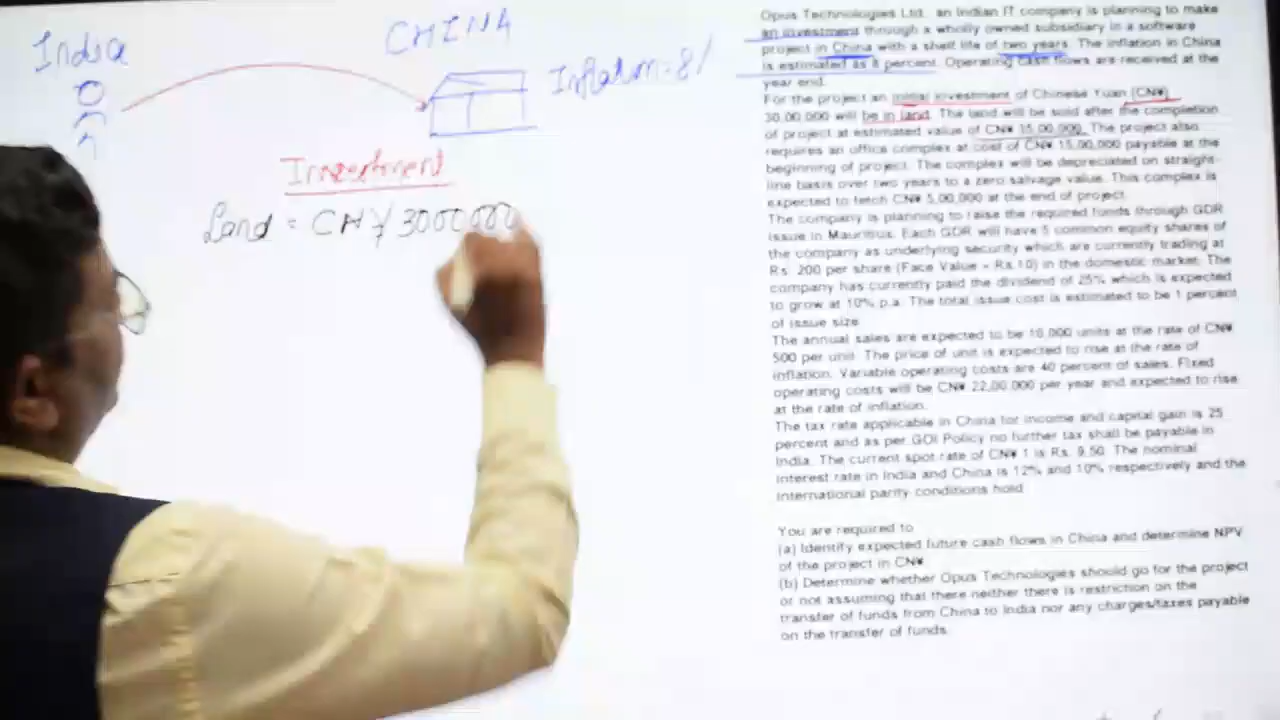 India
CHINA
Inflation = 8%
Investment
Land = CH¥ 3000000
Opus Technologies Ltd. an Indian IT company is planning to make
an investment through a wholly owned subsidiary in a software
project in China with a shelf life of two years. The inflation in China
is estimated as 8 percent. Operating cash flows are received at the
year end.
For the project an initial investment of Chinese Yuan (CN¥)
30,00,000 will be in land. The land will be sold after the completion
of project at estimated value of CN¥ 15,00,000. The project also
requires an office complex at cost of CN¥ 15,00,000 payable at the
beginning of project. The complex will be depreciated on straight-
line basis over two years to a zero salvage value. This complex is
expected to fetch CN¥ 5,00,000 at the end of project.
The company is planning to raise the required funds through GDR
issue in Mauritius. Each GDR will have 5 common equity shares of
the company as underlying security which are currently trading at
Rs. 200 per share (Face Value = Rs.10) in the domestic market. The
company has currently paid the dividend of 25% which is expected
to grow at 10% p.a. The total issue cost is estimated to be 1 percent
of issue size.
The annual sales are expected to be 10,000 units at the rate of CN¥
500 per unit. The price of unit is expected to rise at the rate of
inflation. Variable operating costs are 40 percent of sales. Fixed
operating costs will be CN¥ 22,00,000 per year and expected to rise
at the rate of inflation.
The tax rate applicable in China for income and capital gain is 25
percent and as per GOI Policy no further tax shall be payable in
India. The current spot rate of CN¥ 1 is Rs. 9.50. The nominal
interest rate in India and China is 12% and 10% respectively and the
international parity conditions hold
You are required to
(a) Identify expected future cash flows in China and determine NPV
of the project in CN¥.
(b) Determine whether Opus Technologies should go for the project
or not assuming that there neither there is restriction on the
transfer of funds from China to India nor any charges/taxes payable
on the transfer of funds.